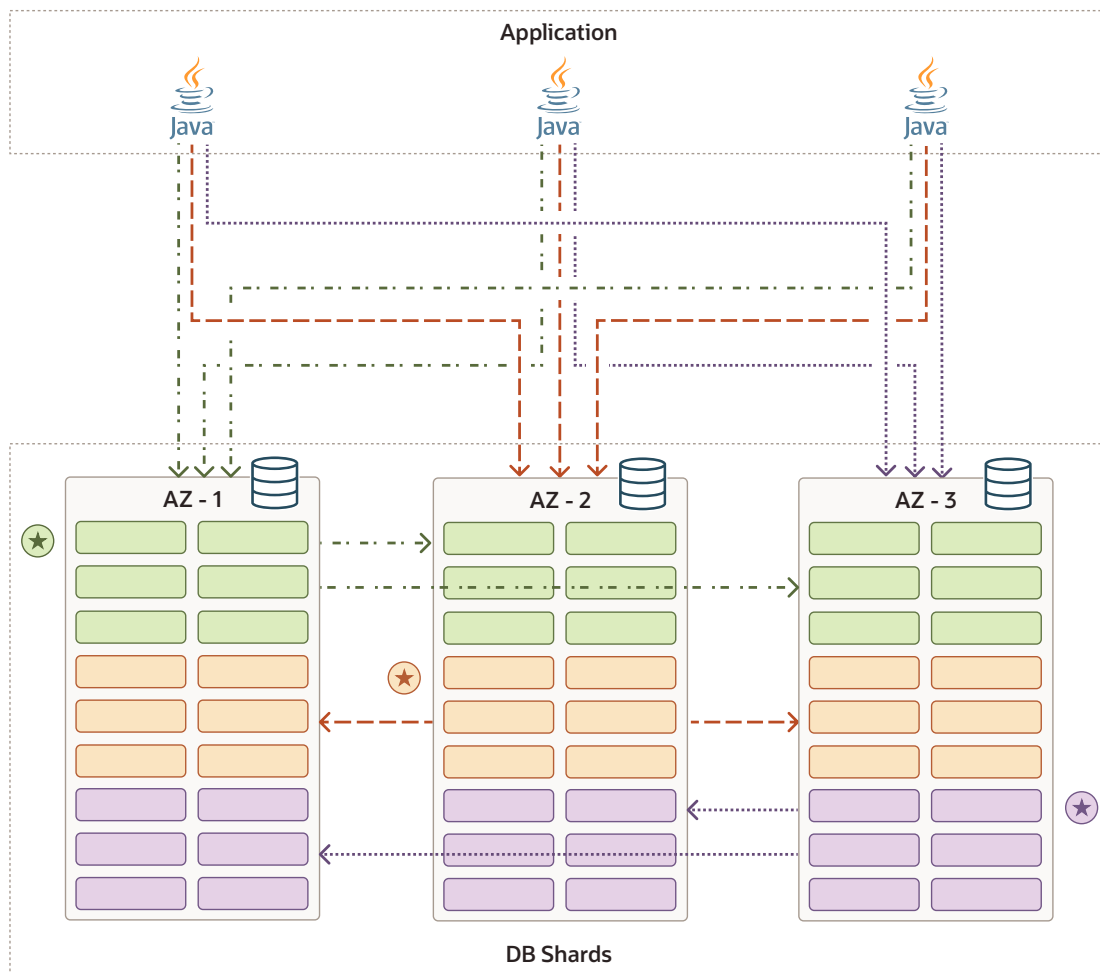 Application
Java
Java
Java
AZ - 1
AZ - 2
AZ - 3
DB Shards